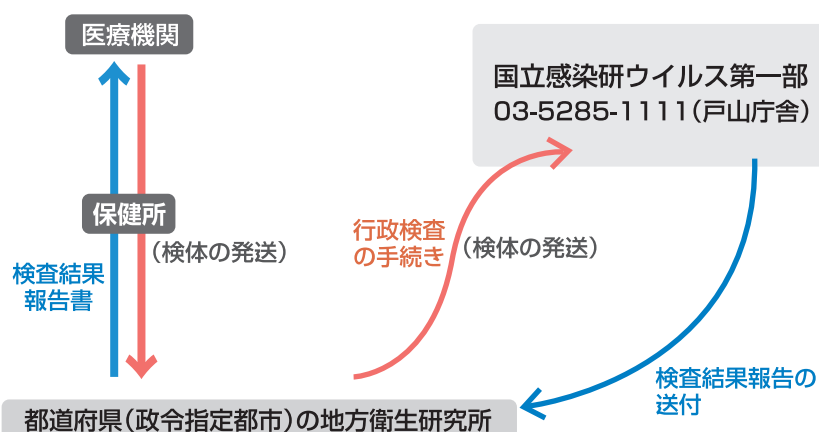 医療機関
国立感染研ウイルス第一部
03-5285-1111(戸山庁舎)
保健所
(検体の発送)
検査結果
報告書
行政検査
の手続き
(検体の発送)
検査結果報告の
送付
都道府県(政令指定都市)の地方衛生研究所